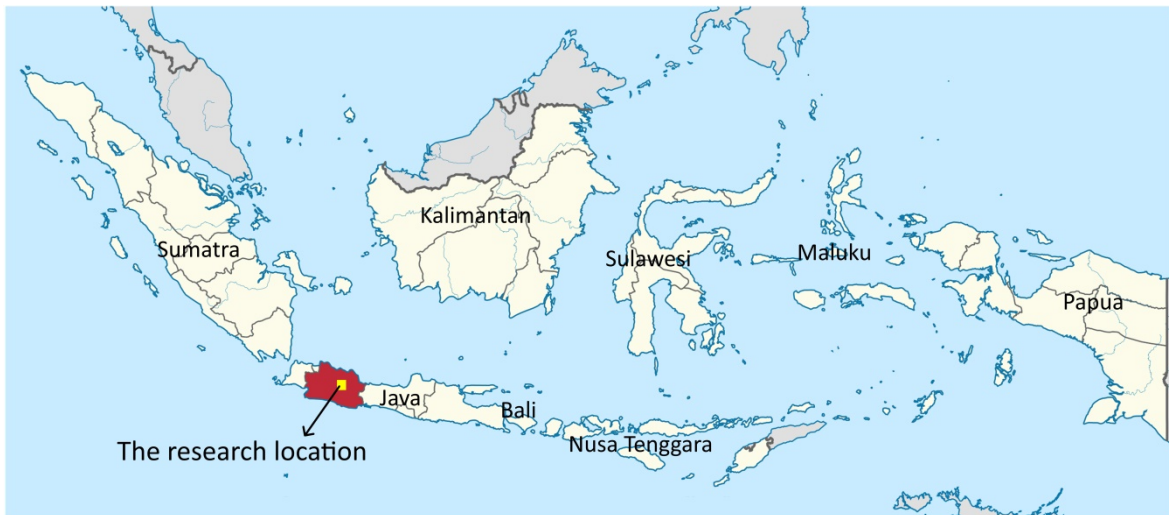 Kalimantan
Sumatra
Sulawesi
Maluku
Papua
Java
Bali
Nusa Tenggara
The research location